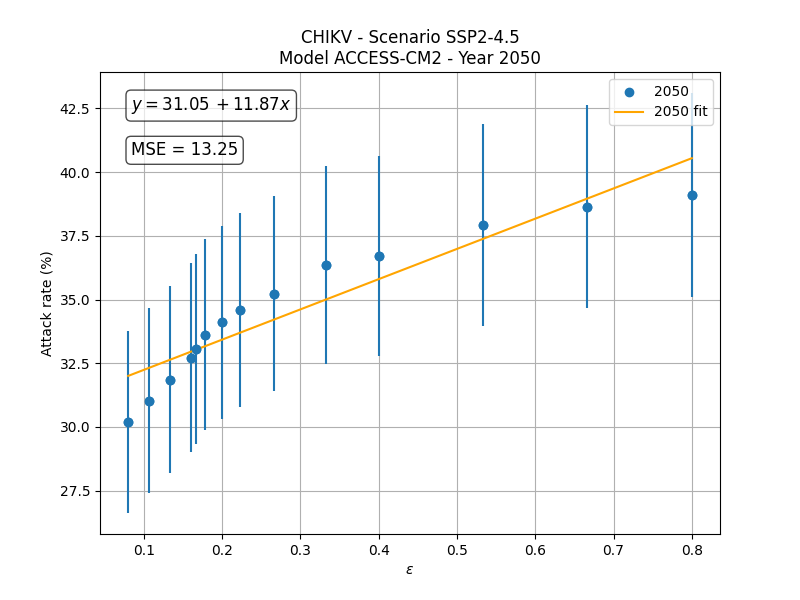 CHIKV - Scenario SSP2-4.5
Model ACCESS-CM2 - Year 2050
y = 31.05 + 11.87x
MSE = 13.25
2050
2050 fit
Attack rate (%)
42.5
40.0
37.5
35.0
32.5
30.0
27.5
0.1 0.2 0.3 0.4 0.5 0.6 0.7 0.8
ε